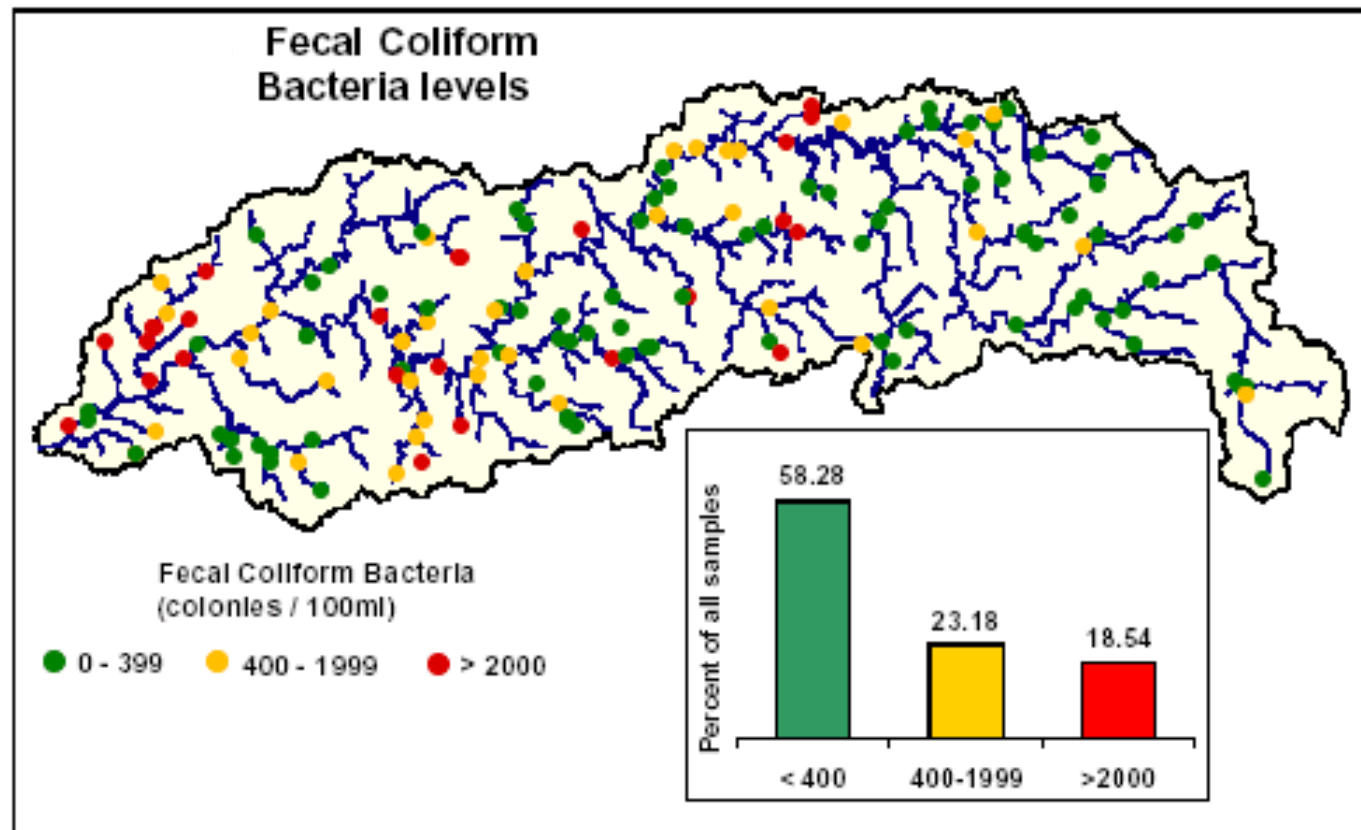 Fecal Coliform
Bacteria levels
Fecal Coliform Bacteria
(colonies / 100ml)
0 - 399
400 - 1999
> 2000
Percent of all samples
58.28
23.18
18.54
< 400
400-1999
>2000